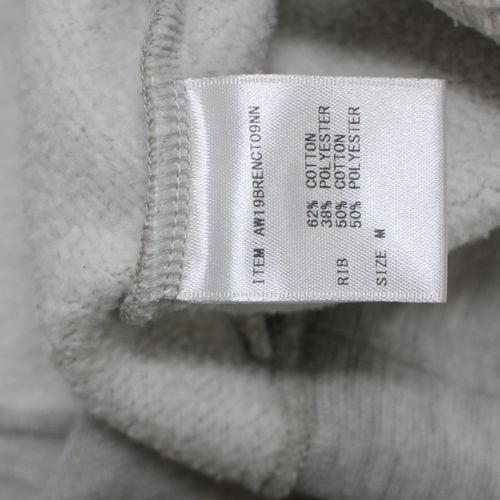 ITEM AW19BRENCT09NN
62% COTTON
38% POLYESTER
RIB 50% COTTON
50% POLYESTER
SIZE M